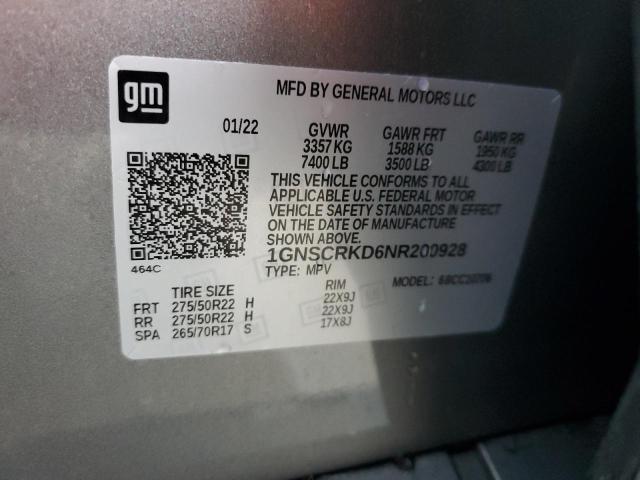 gm
MFD BY GENERAL MOTORS LLC
01/22 GVWR GAWR FRT GAWR RR
3357 KG 1588 KG 1950 KG
7400 LB 3500 LB 4300 LB
THIS VEHICLE CONFORMS TO ALL
APPLICABLE U.S. FEDERAL MOTOR
VEHICLE SAFETY STANDARDS IN EFFECT
ON THE DATE OF MANUFACTURE
SHOWN ABOVE.
1GNSCRKD6NR200928
464C
TYPE: MPV
MODEL:
TIRE SIZE RIM
FRT 275/50R22 H 22X9J
RR 275/50R22 H 22X9J
SPA 265/70R17 S 17X8J